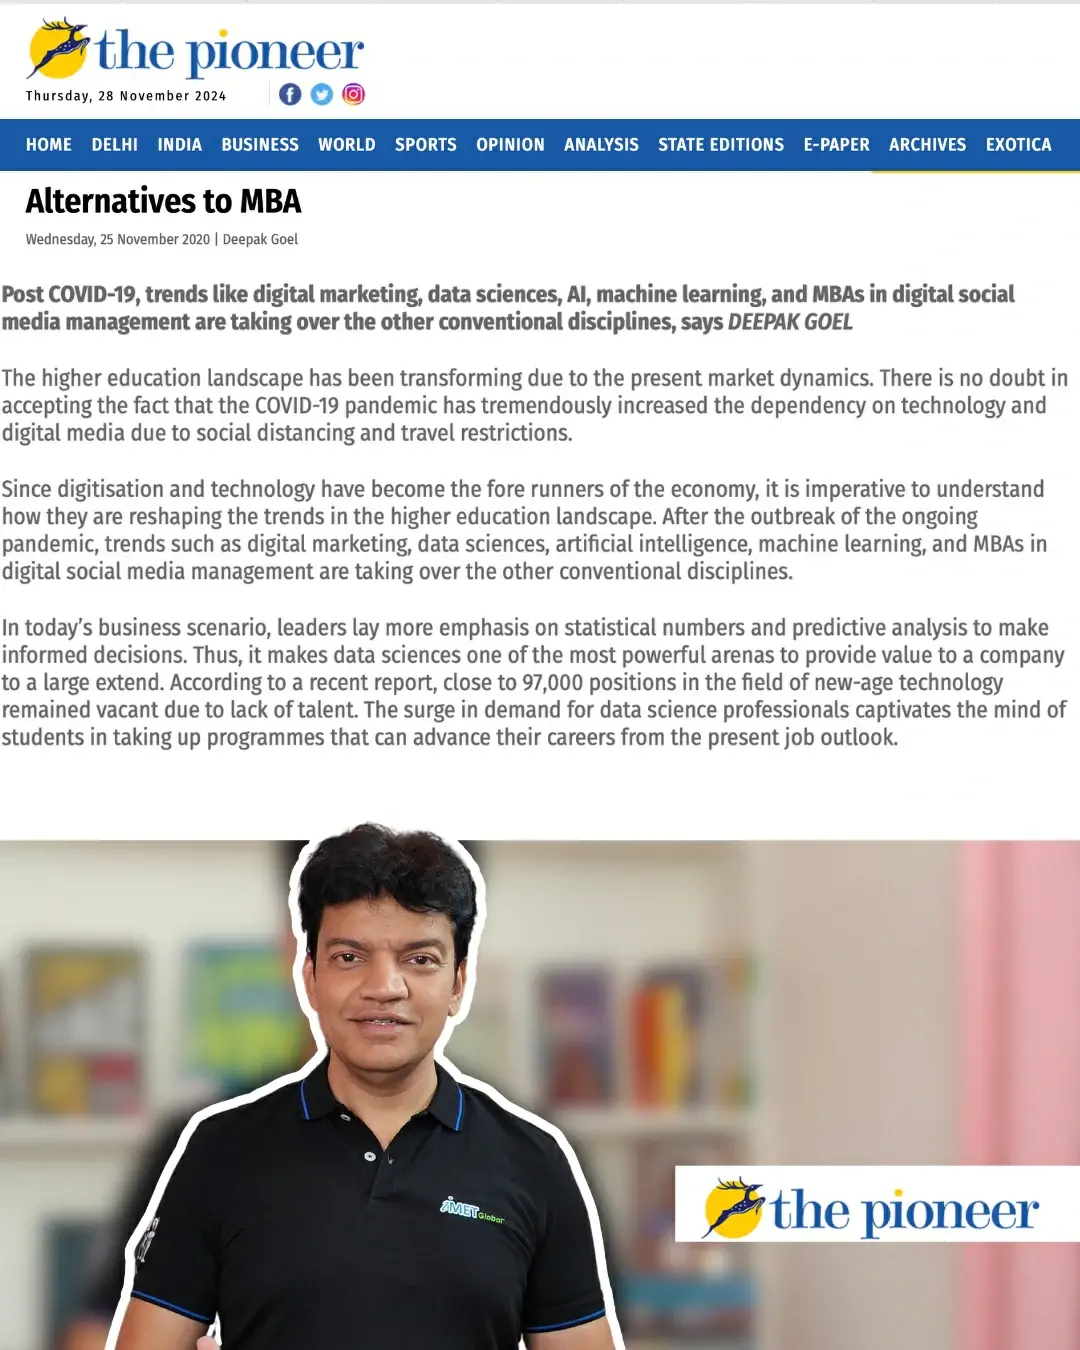 the pioneer
Thursday, 28 November 2024
HOME DELHI INDIA BUSINESS WORLD SPORTS OPINION ANALYSIS STATE EDITIONS E-PAPER ARCHIVES EXOTICA
Alternatives to MBA
Wednesday, 25 November 2020 | Deepak Goel
Post COVID-19, trends like digital marketing, data sciences, AI, machine learning, and MBAs in digital social
media management are taking over the other conventional disciplines, says DEEPAK GOEL
The higher education landscape has been transforming due to the present market dynamics. There is no doubt in
accepting the fact that the COVID-19 pandemic has tremendously increased the dependency on technology and
digital media due to social distancing and travel restrictions.
Since digitisation and technology have become the fore runners of the economy, it is imperative to understand
how they are reshaping the trends in the higher education landscape. After the outbreak of the ongoing
pandemic, trends such as digital marketing, data sciences, artificial intelligence, machine learning, and MBAs in
digital social media management are taking over the other conventional disciplines.
In today’s business scenario, leaders lay more emphasis on statistical numbers and predictive analysis to make
informed decisions. Thus, it makes data sciences one of the most powerful arenas to provide value to a company
to a large extend. According to a recent report, close to 97,000 positions in the field of new-age technology
remained vacant due to lack of talent. The surge in demand for data science professionals captivates the mind of
students in taking up programmes that can advance their careers from the present job outlook.
iMET Global
the pioneer